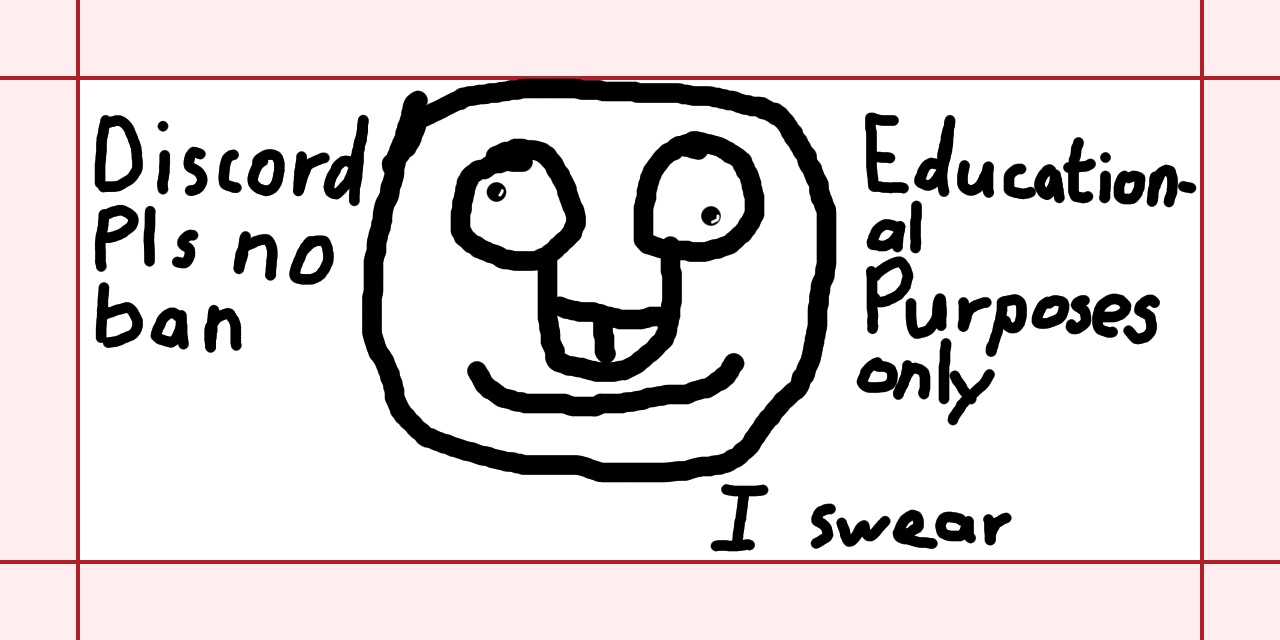 Discord
Pls no
ban
Education-
al
Purposes
only
I swear